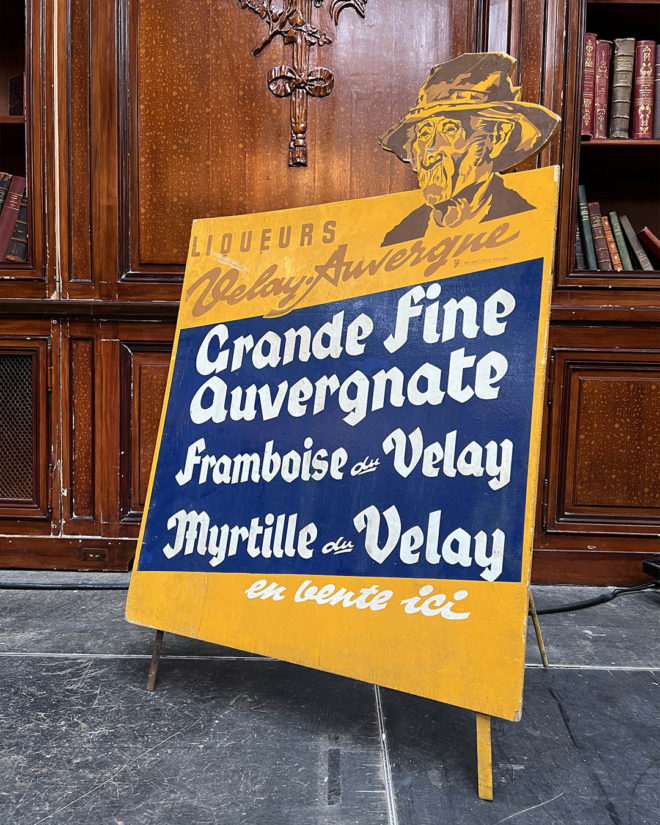 LIQUEURS
Velay-Auvergne
Grande Fine
Auvergnate
Framboise du Velay
Myrtille du Velay
en vente ici